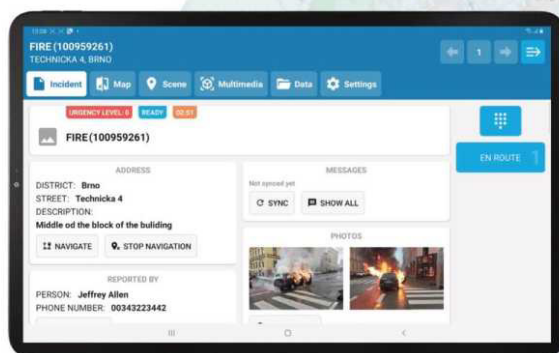 FIRE (100959261)
TECHNICKA 4, BRNO
1
Incident Map Scene Multimedia Data Settings
URGENCY LEVEL: 0 READY
FIRE (100959261)
EN ROUTE
ADDRESS
DISTRICT: Brno
STREET: Technicka 4
DESCRIPTION:
Middle od the block of the buliding
NAVIGATE STOP NAVIGATION
MESSAGES
Not synced yet
SYNC SHOW ALL
REPORTED BY
PERSON: Jeffrey Allen
PHONE NUMBER: 00343223442
PHOTOS